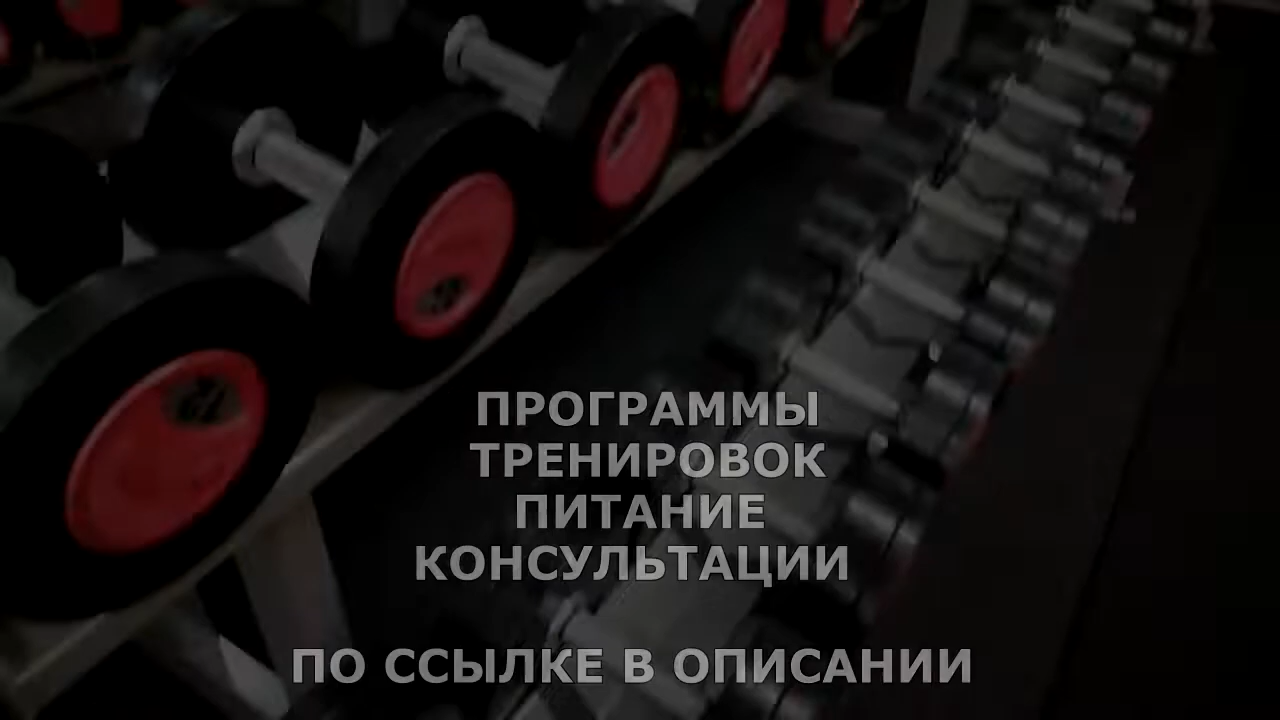 ПРОГРАММЫ
ТРЕНИРОВОК
ПИТАНИЕ
КОНСУЛЬТАЦИИ
ПО ССЫЛКЕ В ОПИСАНИИ